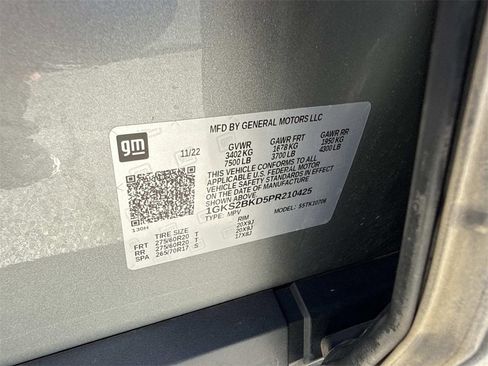 MFD BY GENERAL MOTORS LLC
gm
11/22
GVWR GAWR FRT GAWR RR
3402 KG 1678 KG 1950 KG
7500 LB 3700 LB 4300 LB
THIS VEHICLE CONFORMS TO ALL
APPLICABLE U.S. FEDERAL MOTOR
VEHICLE SAFETY STANDARDS IN
EFFECT ON THE DATE OF MANUFACTURE
SHOWN ABOVE.
1GKS2BKD5PR210425
TYPE: MPV MODEL:
130H
TIRE SIZE RIM
FRT 275/60R20 T 20X9J
RR 275/60R20 T 20X9J
SPA 265/70R17 S 17X8J